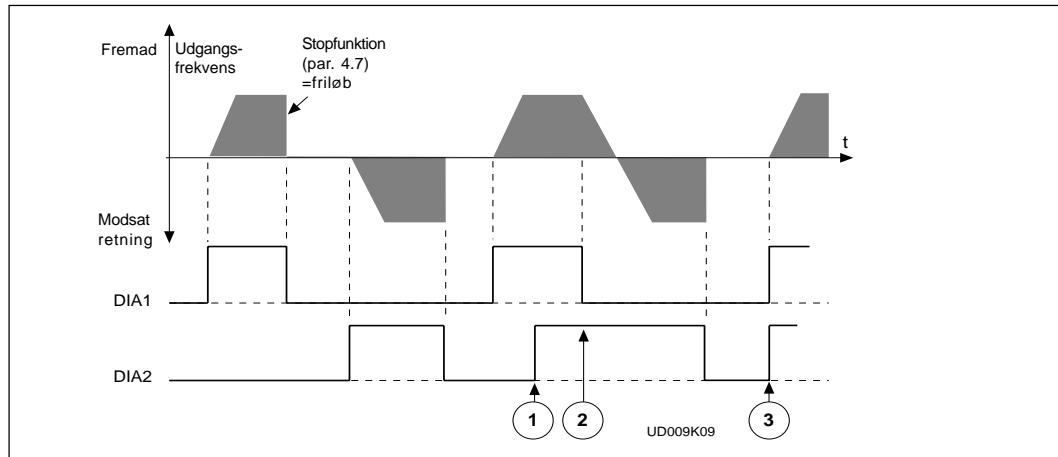 Fremad
Udgangs-
frekvens
Stopfunktion
(par. 4.7)
=friløb
t
Modsat
retning
DIA1
DIA2
1
2
3
UD009K09